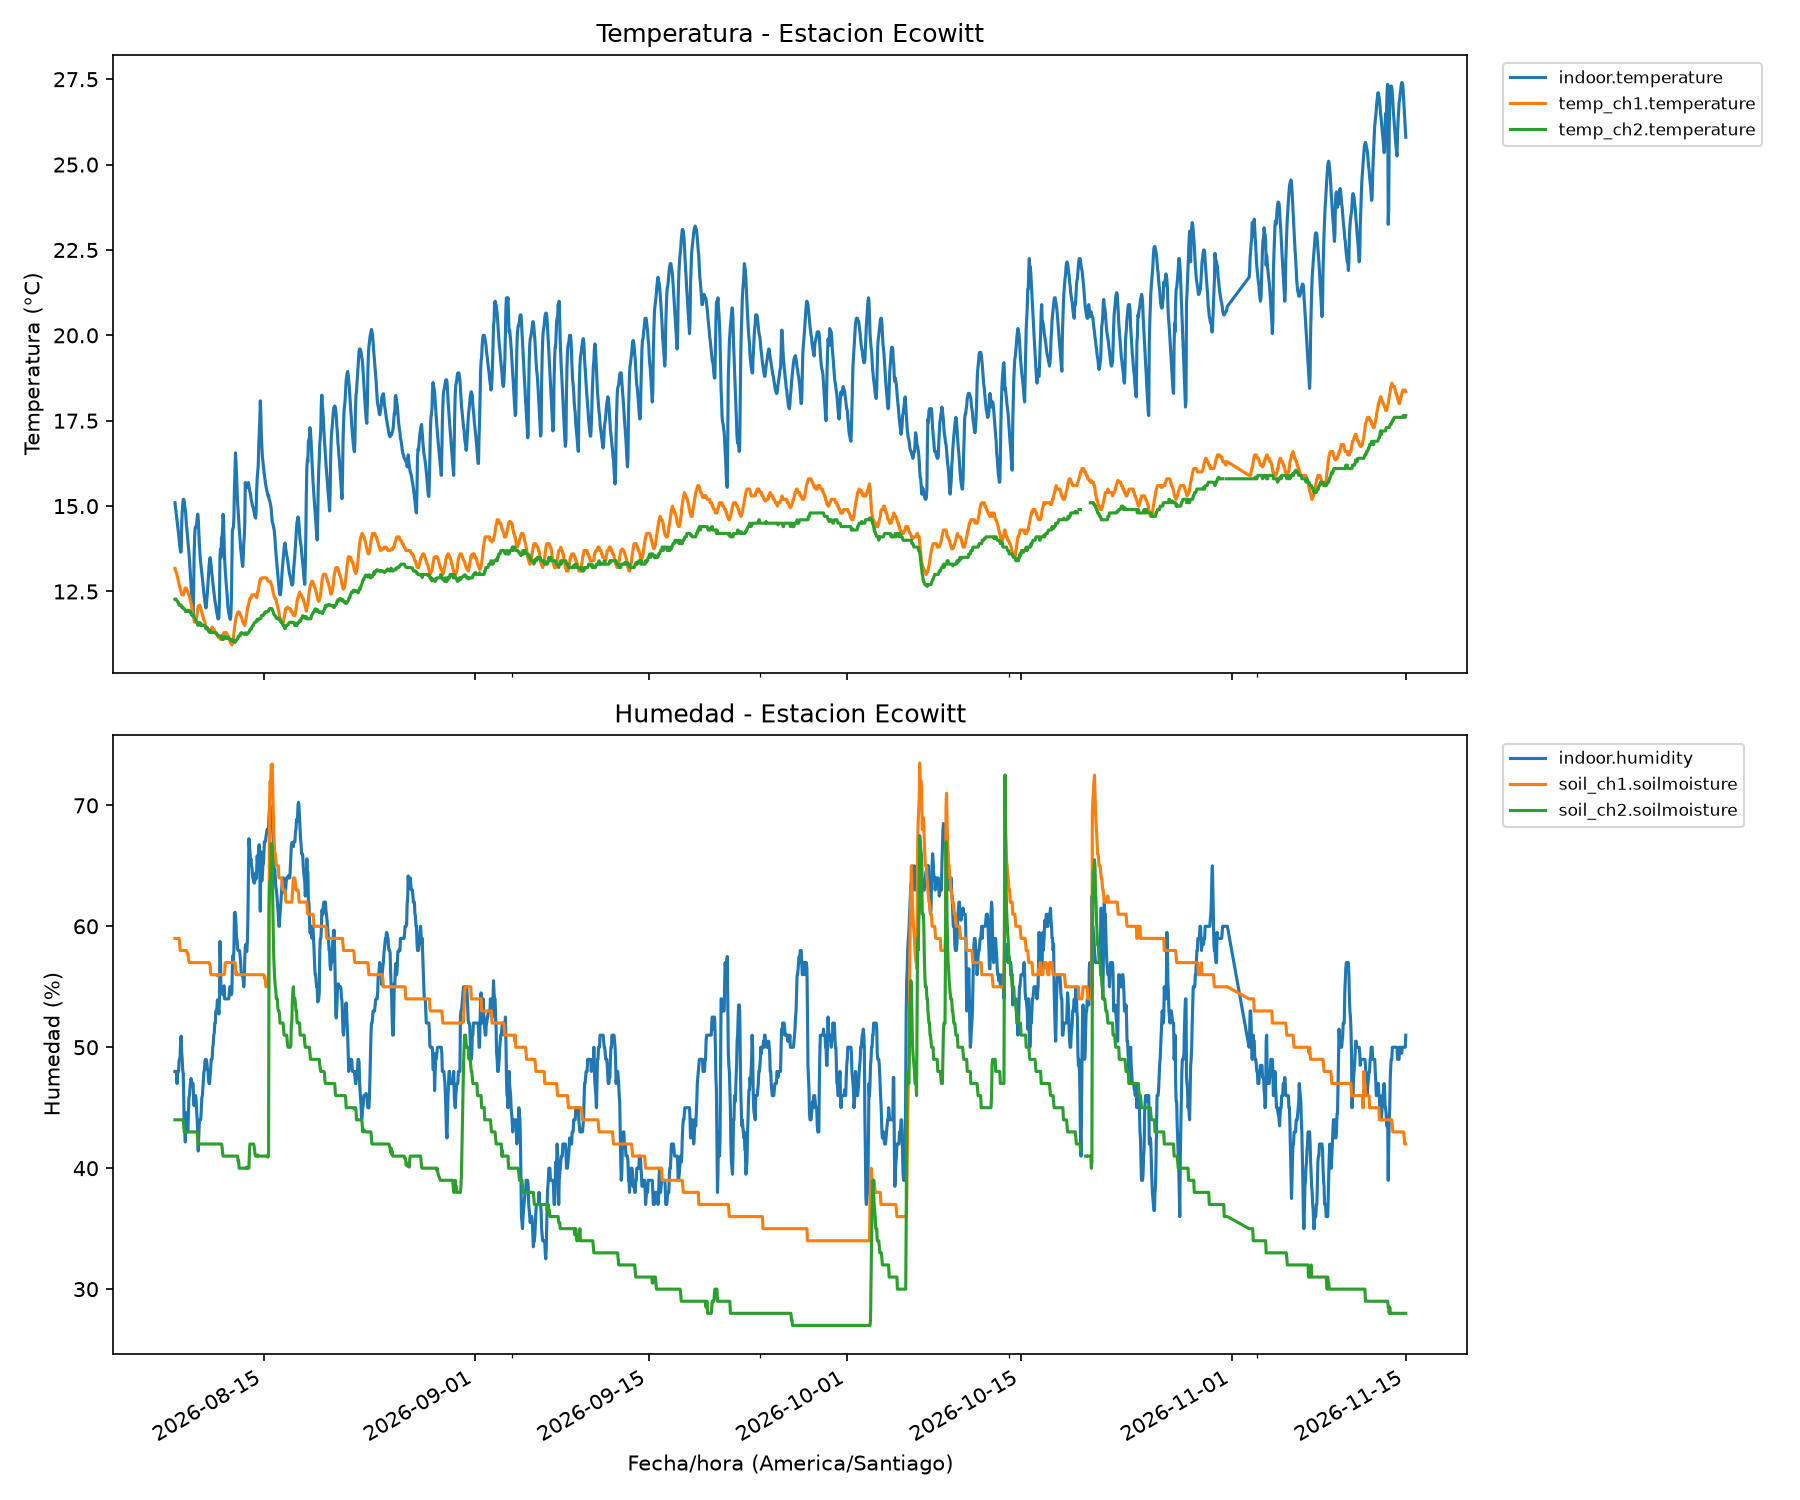 Temperatura - Estacion Ecowitt
Temperatura (°C)
27.5
25.0
22.5
20.0
17.5
15.0
12.5
indoor.temperature
temp_ch1.temperature
temp_ch2.temperature
Humedad - Estacion Ecowitt
Humedad (%)
70
60
50
40
30
indoor.humidity
soil_ch1.soilmoisture
soil_ch2.soilmoisture
2026-08-15
2026-09-01
2026-09-15
2026-10-01
2026-10-15
2026-11-01
2026-11-15
Fecha/hora (America/Santiago)